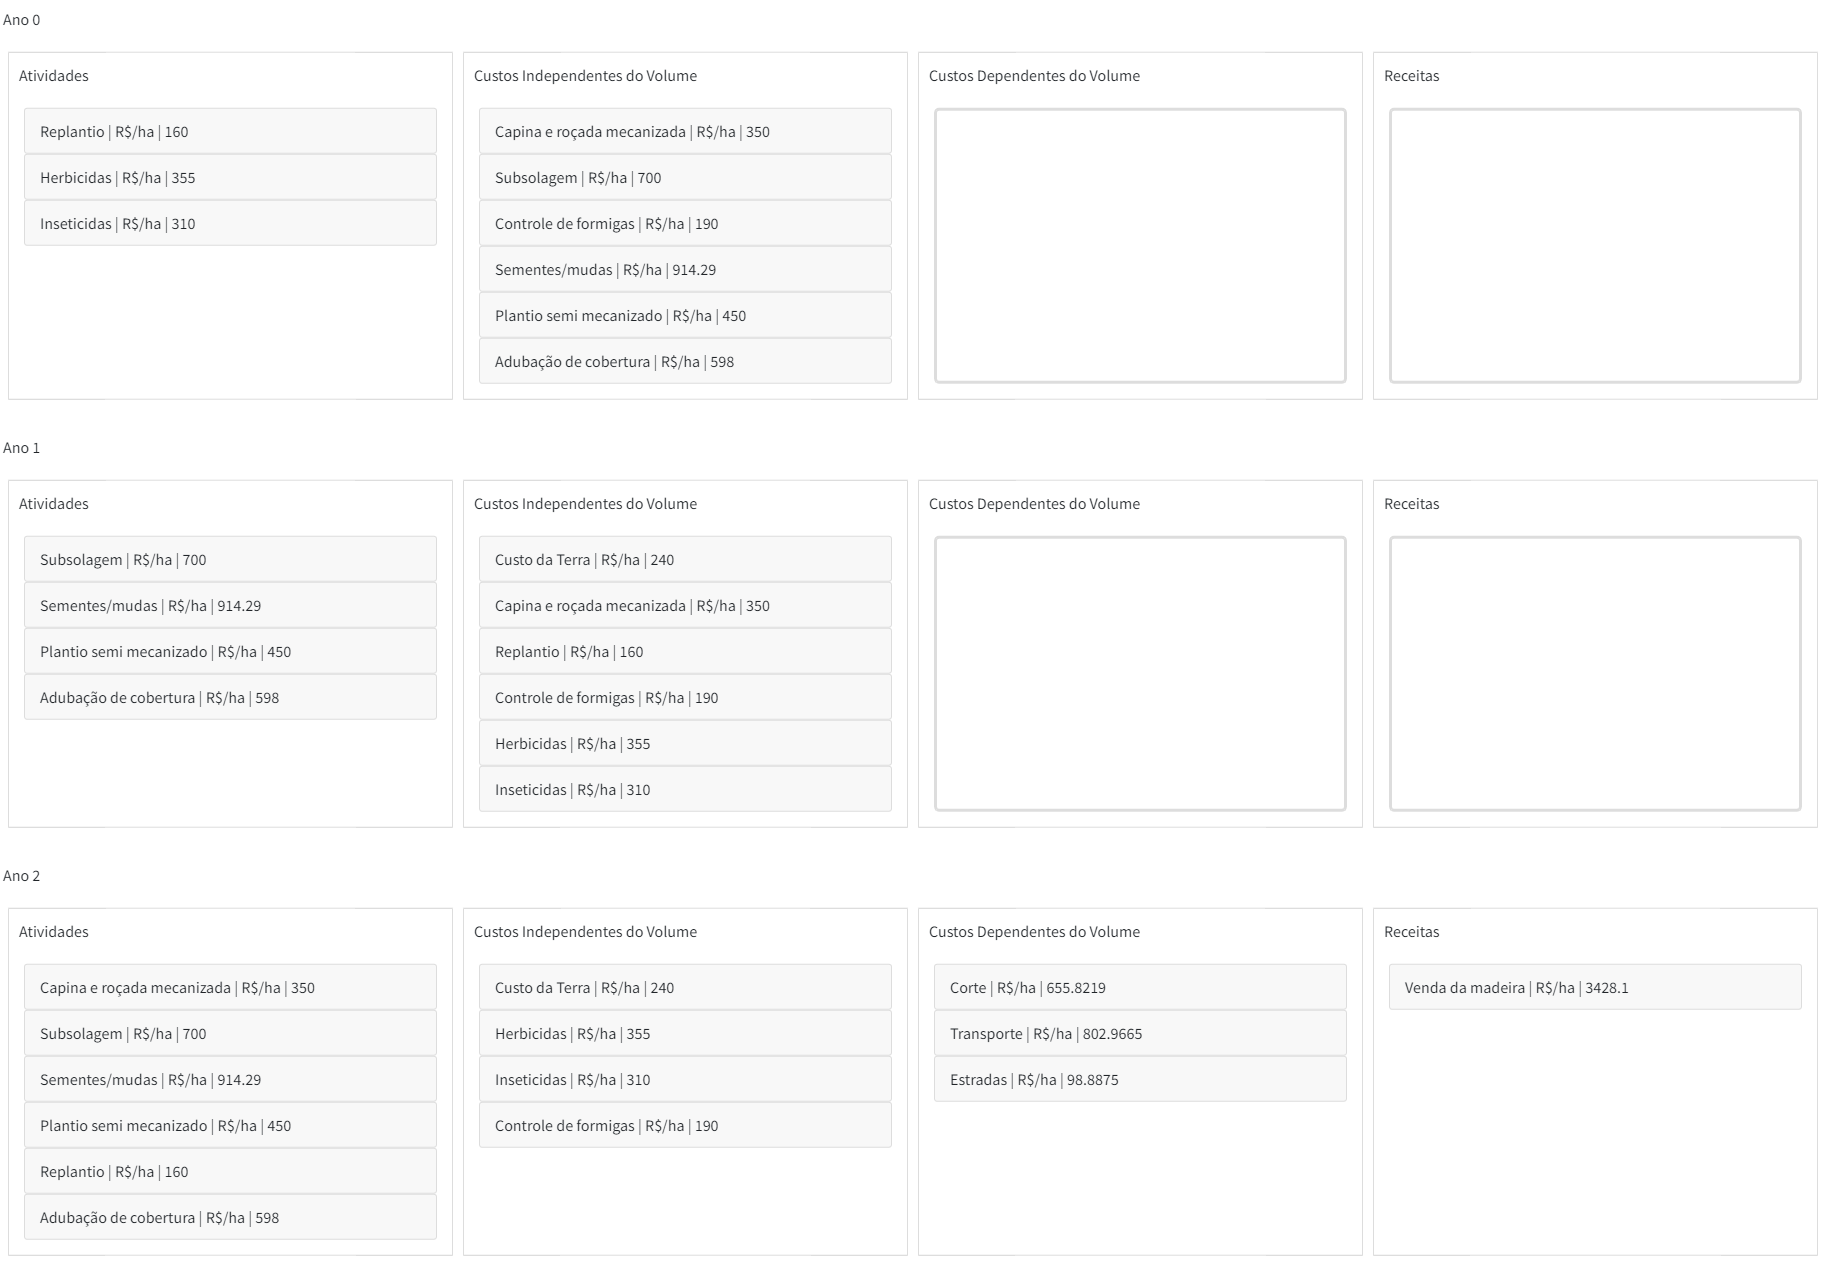 Ano 0
Atividades
Replantio | R$/ha | 160
Herbicidas | R$/ha | 355
Inseticidas | R$/ha | 310
Custos Independentes do Volume
Capina e roçada mecanizada | R$/ha | 350
Subsolagem | R$/ha | 700
Controle de formigas | R$/ha | 190
Sementes/mudas | R$/ha | 914.29
Plantio semi mecanizado | R$/ha | 450
Adubação de cobertura | R$/ha | 598
Custos Dependentes do Volume
Receitas
Ano 1
Atividades
Subsolagem | R$/ha | 700
Sementes/mudas | R$/ha | 914.29
Plantio semi mecanizado | R$/ha | 450
Adubação de cobertura | R$/ha | 598
Custos Independentes do Volume
Custo da Terra | R$/ha | 240
Capina e roçada mecanizada | R$/ha | 350
Replantio | R$/ha | 160
Controle de formigas | R$/ha | 190
Herbicidas | R$/ha | 355
Inseticidas | R$/ha | 310
Custos Dependentes do Volume
Receitas
Ano 2
Atividades
Capina e roçada mecanizada | R$/ha | 350
Subsolagem | R$/ha | 700
Sementes/mudas | R$/ha | 914.29
Plantio semi mecanizado | R$/ha | 450
Replantio | R$/ha | 160
Adubação de cobertura | R$/ha | 598
Custos Independentes do Volume
Custo da Terra | R$/ha | 240
Herbicidas | R$/ha | 355
Inseticidas | R$/ha | 310
Controle de formigas | R$/ha | 190
Custos Dependentes do Volume
Corte | R$/ha | 655.8219
Transporte | R$/ha | 802.9665
Estradas | R$/ha | 98.8875
Receitas
Venda da madeira | R$/ha | 3428.1